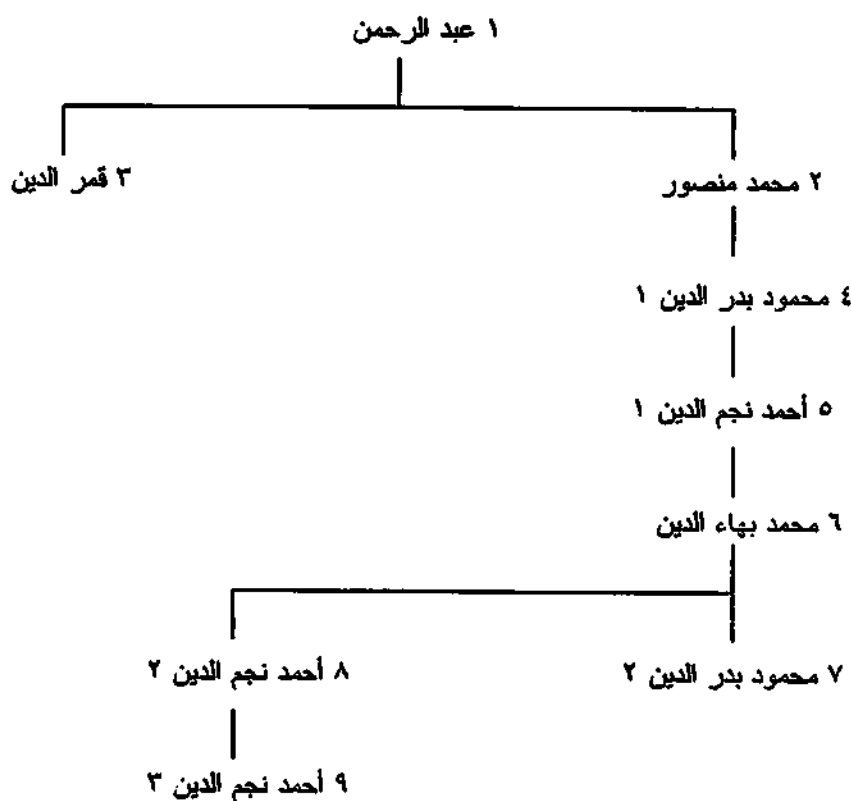 ١ عبد الرحمن
٢ محمد منصور
٣ قمر الدين
٤ محمود بدر الدين ١
٥ أحمد نجم الدين ١
٦ محمد بهاء الدين
٧ محمود بدر الدين ٢
٨ أحمد نجم الدين ٢
٩ أحمد نجم الدين ٣